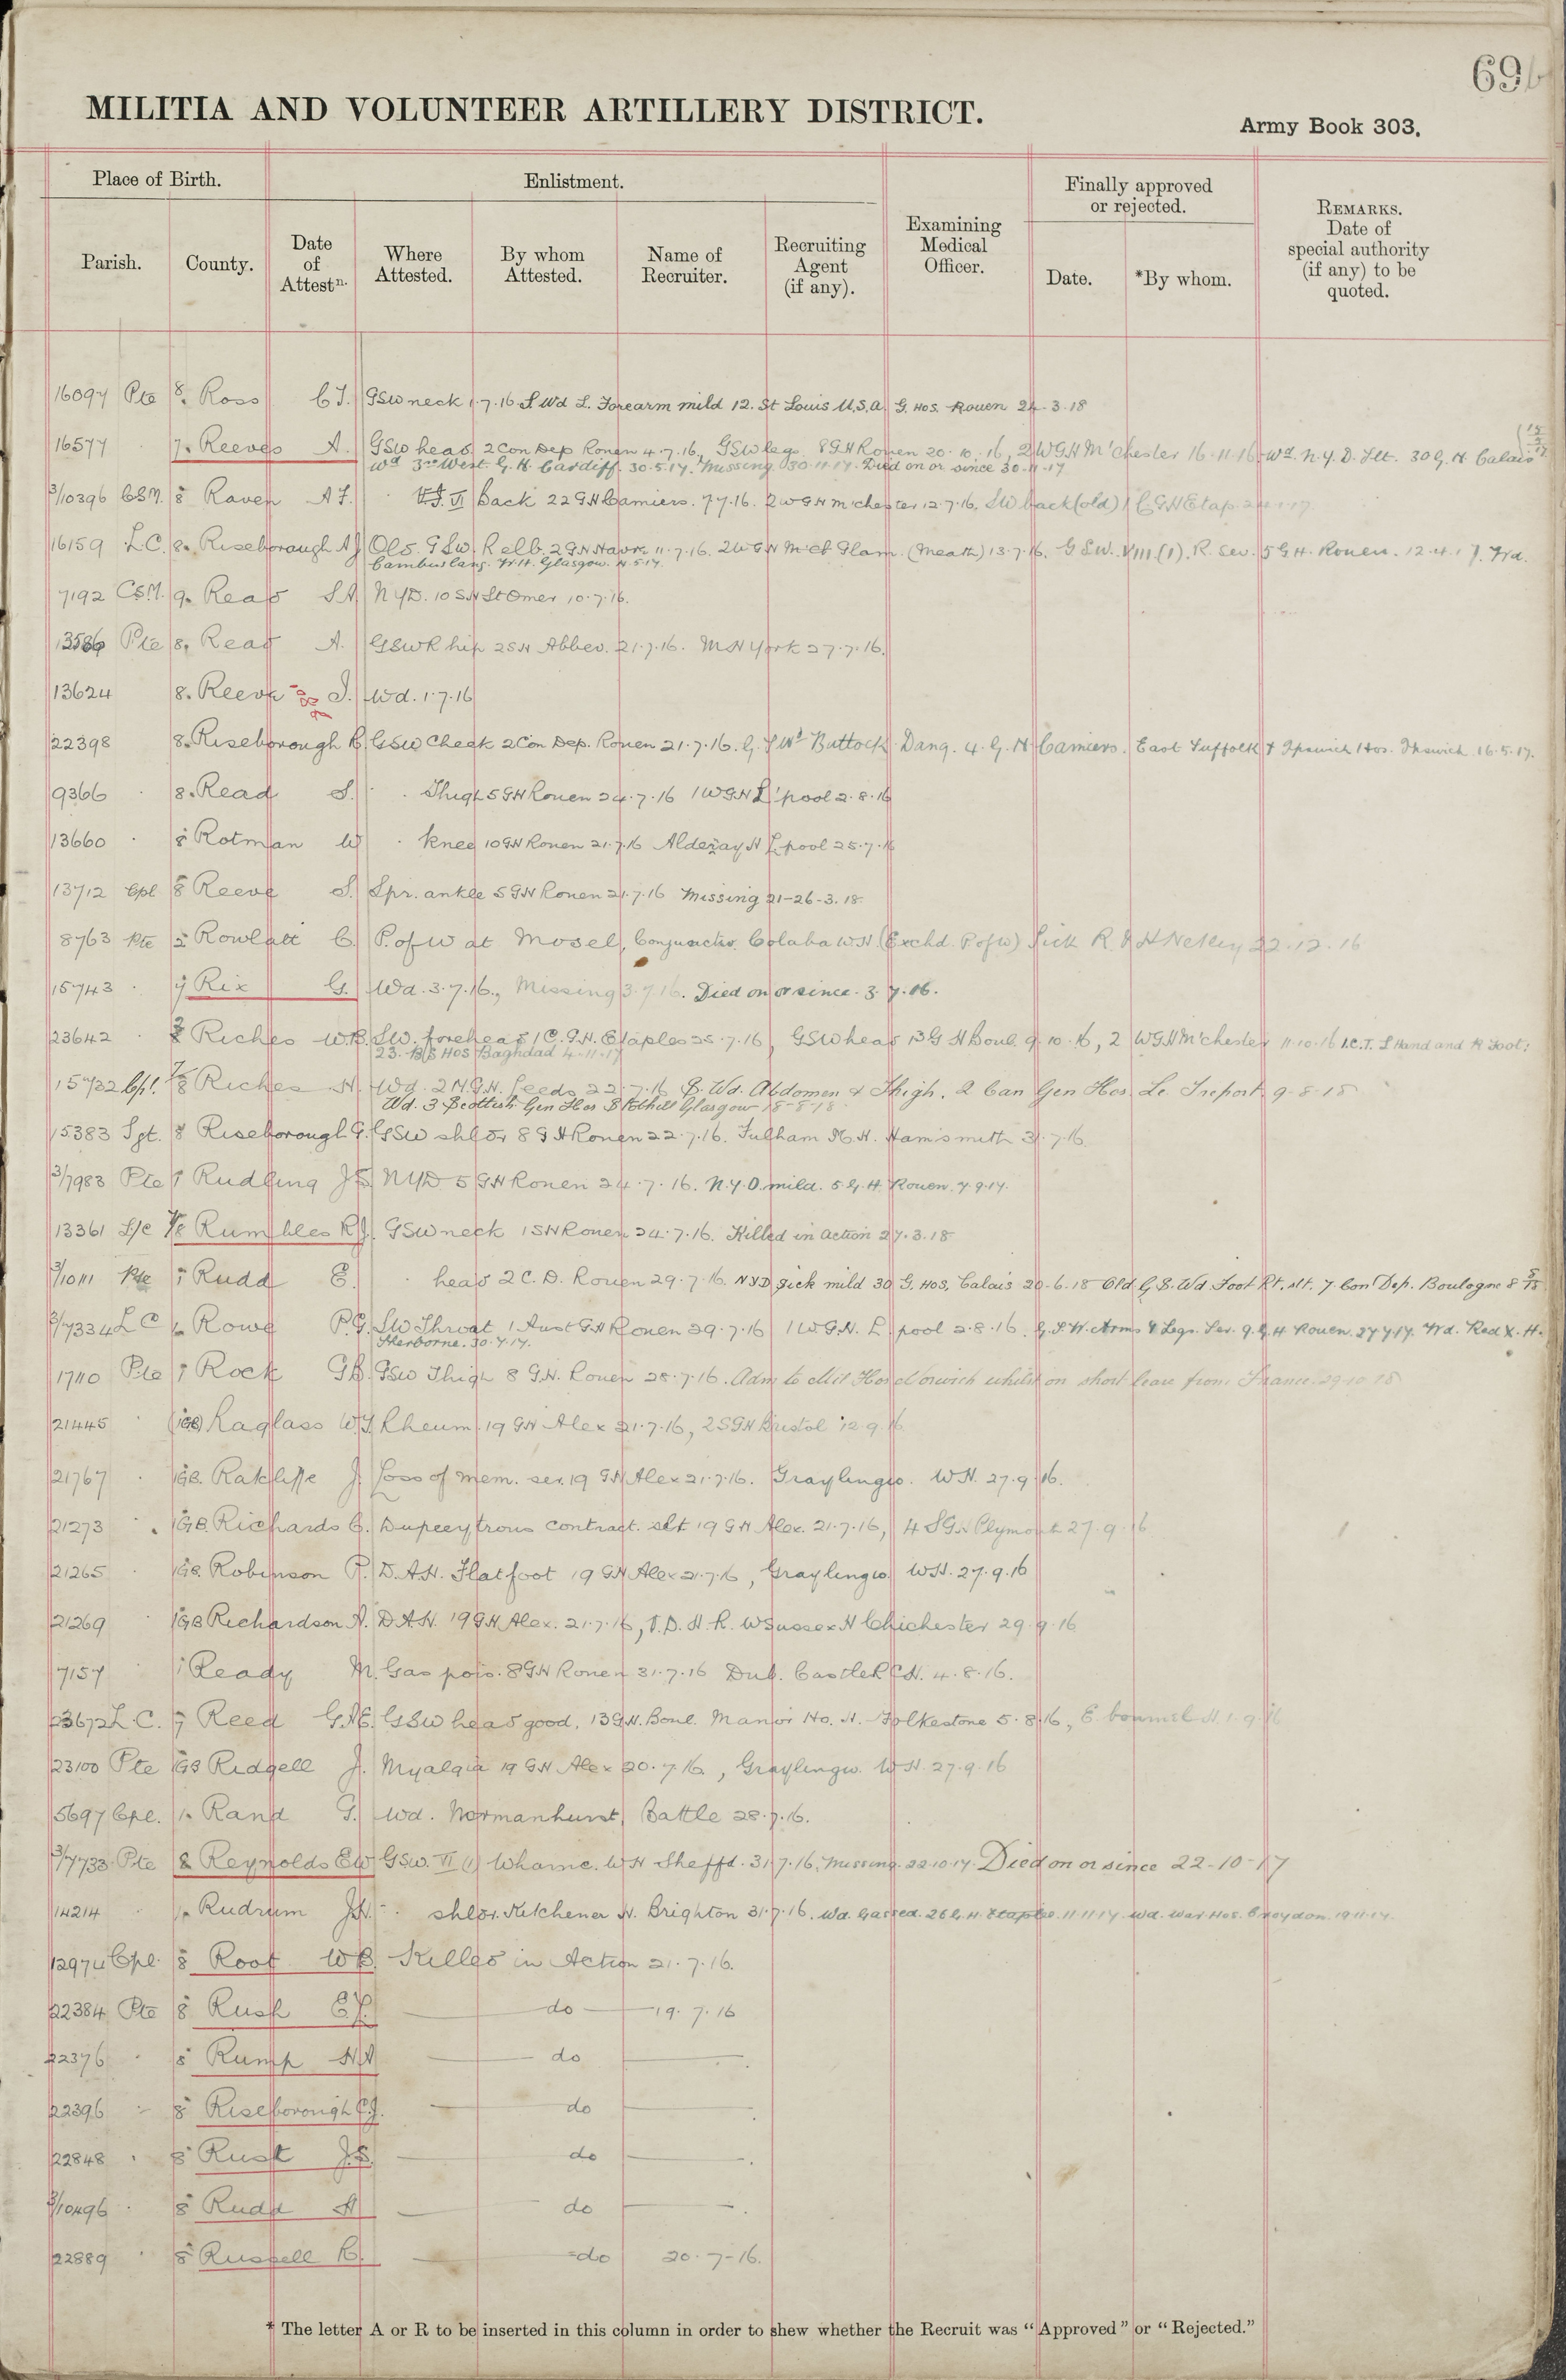 69b
MILITIA AND VOLUNTEER ARTILLERY DISTRICT.
Army Book 303.
Place of Birth. Enlistment. Examining Medical Officer. Finally approved or rejected. REMARKS. Date of special authority (if any) to be quoted.
Parish. County. Date of Attestn. Where Attested. By whom Attested. Name of Recruiter. Recruiting Agent (if any). Date. *By whom.
16097 Pte 8. Ross C J. GSW neck 1.7.16 S. Wd L. Forearm mild 12. St Louis U.S.A. G. Hos. Rouen 24-3-18
16577 7. Reeves A. GSW head 2 Con Dep Rouen 4.7.16, GSW legs 8 GH Rouen 20.10.16, 2 WGH M'chester 16-11-16 Wd. N.Y.D. Slt. 30 G. H. Calais
Wd 3rd West. G. H. Cardiff. 30.5.17. Missing 30.11.17. Died on or since 30-11-17
3/10396 CSM. 8 Raven A J. II Back 22 GH Camiers. 7.7.16. 2 WGH M'chester 12.7.16. SW back (old) GH Etap.
16159 L.C. 8. Riseborough A J GSW. R elb. 2 GH Havre 11.7.16. 2 WGH Glam. (Neath) 13.7.16. GSW. VIII (1). R. Sev. 5 GH. Rouen. 12.4.17. Trd.
Cambuslang. Glasgow.
7192 CSM. 9. Read S A NYD. 10 SH St Omer 10.7.16.
13586 Pte 8. Read A. GSW R hip 2 SH Abbev. 21.7.16. MH York 27.7.16.
13624 8. Reeve J. Wd. 1.7.16
22398 8. Riseborough R GSW Cheek 2 Con Dep. Rouen 21.7.16. G.S.Wd Buttock Dang. 4. G. H Camiers. East Suffolk & Ipswich Hos. Ipswich 16.5.17.
9366 8. Read S. Thigh 5 GH Rouen 24.7.16 1 WGH L'pool 2.8.16
13660 8 Rotman W knee 10 GH Rouen 21.7.16 Alderhay H L'pool 25.7.16
13712 Cpl 8 Reeve S. Spr. ankle 5 GH Rouen 21.7.16 Missing 21-26-3.18
8763 Pte 2 Rowlatt C. P. of W at Mosel, Conjunctiv. Colaba WH (Exchd. P of W) Sick R. V H Netley 22.12.16
15743 7 Rix G. Wd. 3.7.16., Missing 3.7.16. Died on or since 3.7.16.
23642 Riches W.B. SW. forehead 1 C.G.H. Etaples 25.7.16, GSW head 13 GH Boul 9.10.16, 2 WGH M'chester 11.10.16 I.C.T. L Hand and R Foot:
23. B/S Hos Baghdad 4-11-17
15732 Cpl. 7/8 Riches H. Wd. 2 N G.H. Leeds 22.7.16 G. Wd. Abdomen & Thigh. 2 Can Gen Hos Le Treport 9-8-18
Wd. 3 Scottish Gen Hos Glasgow 18-8-18
15383 Sgt. 8 Riseborough G. GSW shldr 8 GH Rouen 22.7.16. Fulham M.H. Ham'smith 31.7.16.
3/7983 Pte 1 Rudling J E NYD 5 GH Rouen 24.7.16. N.Y.D. mild. 5 G. H. Rouen. 7.9.17.
13361 L/c 7/8 Rumbles R J. GSW neck 1 SH Rouen 24.7.16. Killed in action 27.3.18
3/10111 Pte 7 Rudd E. head 2 C.D. Rouen 29.7.16. NYD sick mild 30 G. Hos. Calais 20-6-18 Old G.S. Wd Foot Rt. slt. 7 Con Dep. Boulogne
3/7334 L C Rowe P.G. SW Throat 1 Aust GH Rouen 29.7.16 1 WGH. L'pool 2.8.16. G.S.W. Arms & Legs. Sev. 9. G.H Rouen. 27.7.17. Trd. Red X. H.
Sherborne. 30.7.17.
17110 Pte 7 Rock G B. GSW Thigh 8 G.H. Rouen 28.7.16. Adm to Mil Hos Norwich whilst on short leave from France 29-10-18
21445 1GB Raglass W J Rheum. 19 GH Alex 21.7.16, 2 SGH Bristol 12.9.16
21767 1GB. Ratcliffe J. Loss of mem. sev. 19 GH Alex 21.7.16. Graylingw. WH. 27.9.16.
21273 1GB. Richards C. Dupeeytrous contract. slt 19 GH Alex. 21.7.16, 4 SGH Plymouth 27.9.16
21265 1GB. Robinson R. D.A.H. Flatfoot 19 GH Alex 21.7.16, Graylingw. WH. 27.9.16
21269 1GB Richardson A. D.A.H. 19 GH Alex. 21.7.16, V.D.H. R. W Sussex H Chichester 29.9.16
7157 1 Ready M. Gas pois. 8 GH Rouen 31.7.16 Dub. Castle R C H. 4.8.16.
23672 L C. 7 Reed G.A.E. GSW head good, 13 G.H. Boul. Manor Ho. H. Folkestone 5.8.16,
23100 Pte 1GB Ridgell J. Myalgia 19 GH Alex 20.7.16, Graylingw. WH. 27.9.16
5697 Cpl. 1. Rand G. Wd. Normanhurst, Battle 28.7.16.
3/7733 Pte 8 Reynolds E W GSW. VI (1) Wharnc. WH Sheffd. 31.7.16, Missing. 22.10.17. Died on or since 22-10-17
14214 1. Rudrum J H. shldr. Kitchener H. Brighton 31.7.16. Wd. Gassed. 26 G. H. Etaples. 11.11.17 Wd. War Hos. Croydon. 19.11.17
12974 Cpl. 8 Root W B. Killed in Action 21.7.16.
22384 Pte 8 Rush E F. do 19.7.16
22376 8 Rump H A do
22396 8 Riseborough C J. do
22848 8 Rust J.S. do
3/10496 8 Rudd A do
22889 8 Russell R. do 20-7-16.
* The letter A or R to be inserted in this column in order to shew whether the Recruit was “Approved” or “Rejected.”